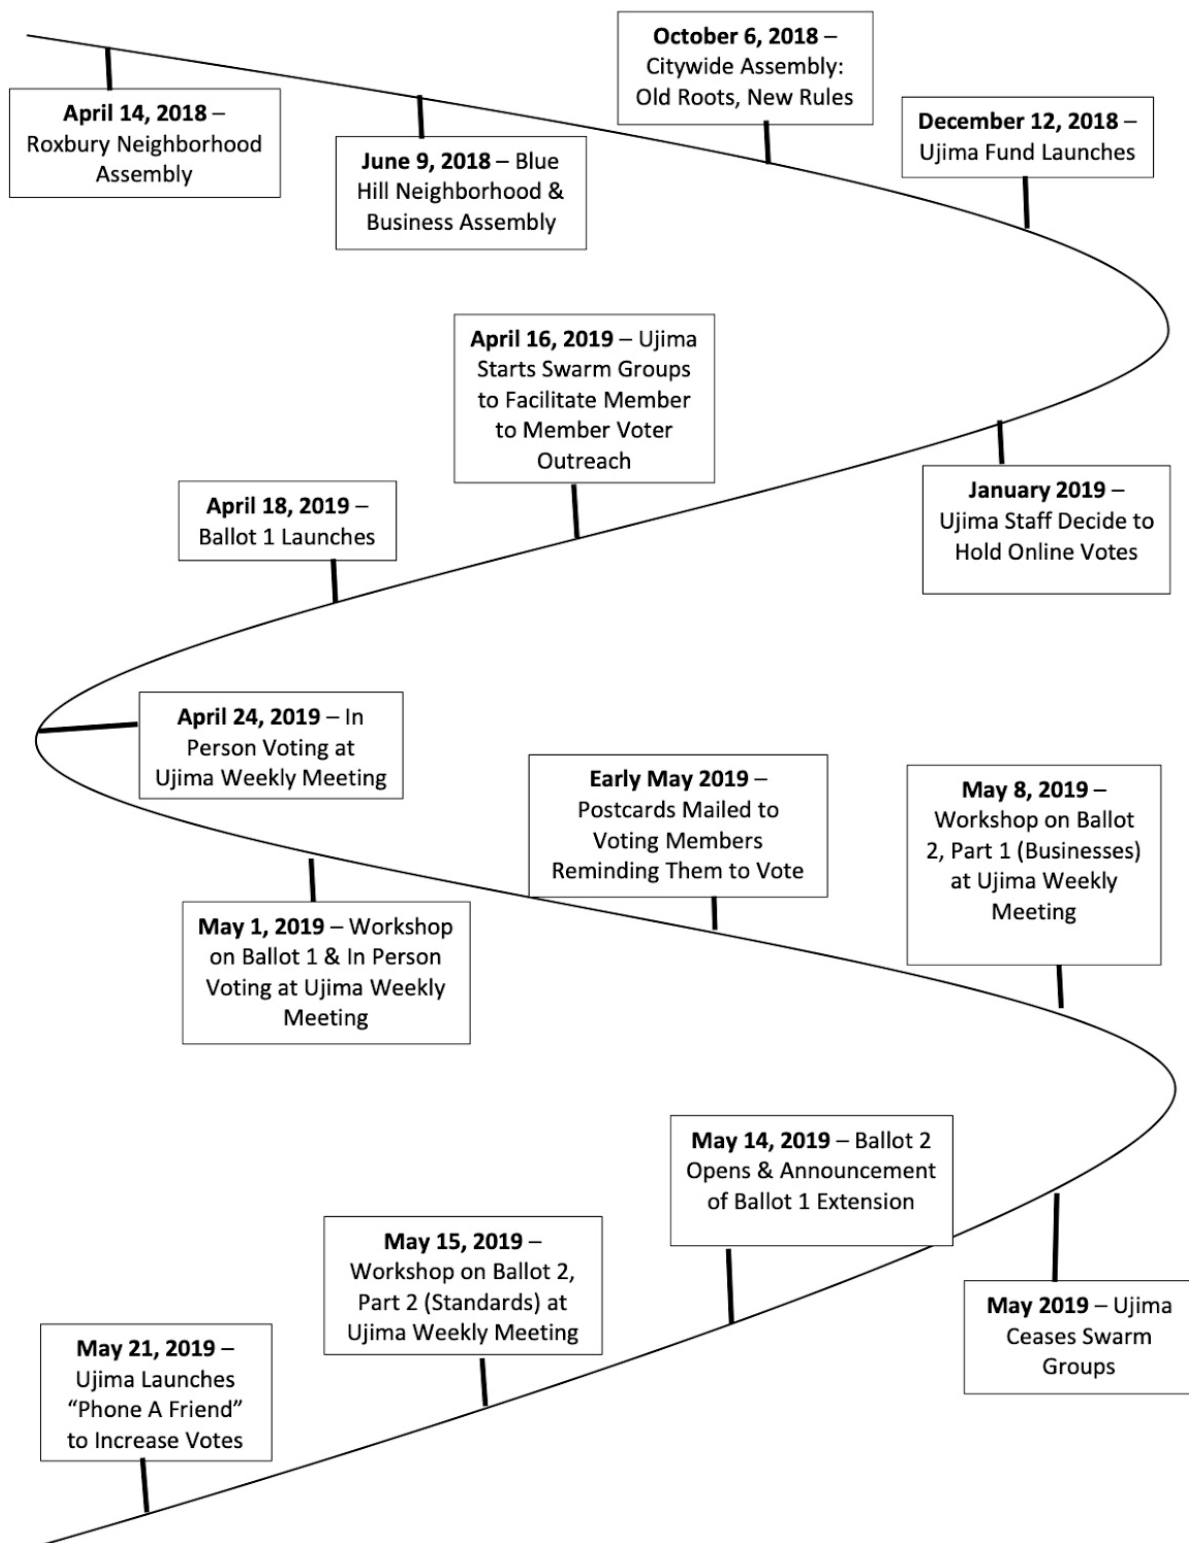 April 14, 2018 –
Roxbury Neighborhood
Assembly
June 9, 2018 – Blue
Hill Neighborhood &
Business Assembly
October 6, 2018 –
Citywide Assembly:
Old Roots, New Rules
December 12, 2018 –
Ujima Fund Launches
January 2019 –
Ujima Staff Decide to
Hold Online Votes
April 16, 2019 – Ujima
Starts Swarm Groups
to Facilitate Member
to Member Voter
Outreach
April 18, 2019 –
Ballot 1 Launches
April 24, 2019 – In
Person Voting at
Ujima Weekly Meeting
May 1, 2019 – Workshop
on Ballot 1 & In Person
Voting at Ujima Weekly
Meeting
Early May 2019 –
Postcards Mailed to
Voting Members
Reminding Them to Vote
May 8, 2019 –
Workshop on Ballot
2, Part 1 (Businesses)
at Ujima Weekly
Meeting
May 2019 – Ujima
Ceases Swarm
Groups
May 14, 2019 – Ballot 2
Opens & Announcement
of Ballot 1 Extension
May 15, 2019 –
Workshop on Ballot 2,
Part 2 (Standards) at
Ujima Weekly Meeting
May 21, 2019 –
Ujima Launches
“Phone A Friend”
to Increase Votes